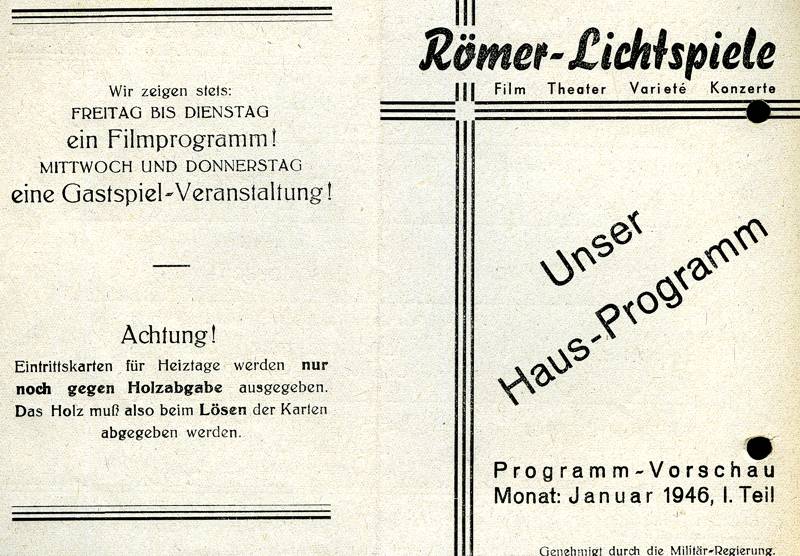 Wir zeigen stets:
FREITAG BIS DIENSTAG
ein Filmprogramm!
MITTWOCH UND DONNERSTAG
eine Gastspiel-Veranstaltung!
Achtung!
Eintrittskarten für Heiztage werden nur
noch gegen Holzabgabe ausgegeben.
Das Holz muß also beim Lösen der Karten
abgegeben werden.
Römer-Lichtspiele
Film Theater Varieté Konzerte
Unser
Haus-Programm
Programm-Vorschau
Monat: Januar 1946, I. Teil
Genehmigt durch die Militär-Regierung.